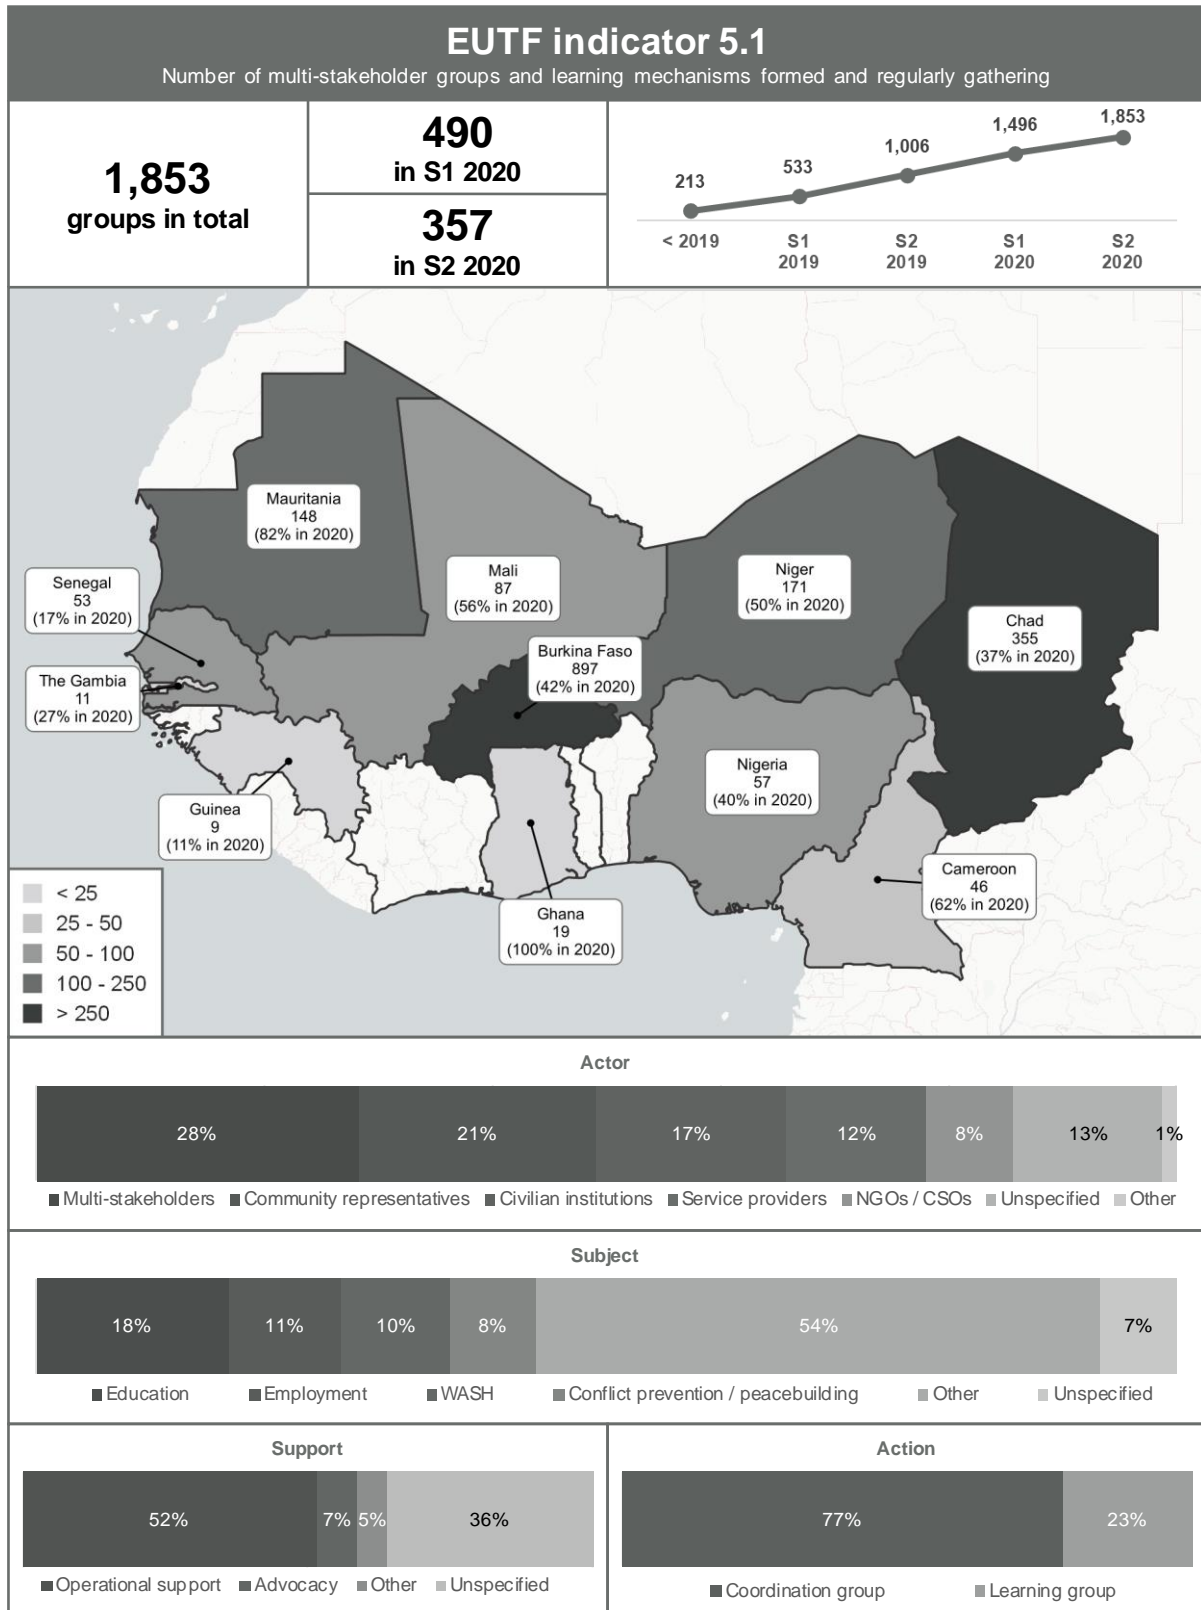 EUTF indicator 5.1
Number of multi-stakeholder groups and learning mechanisms formed and regularly gathering
1,853
groups in total
490
in S1 2020
357
in S2 2020
213
533
1,006
1,496
1,853
< 2019
S1
2019
S2
2019
S1
2020
S2
2020
Mauritania
148
(82% in 2020)
Senegal
53
(17% in 2020)
Mali
87
(56% in 2020)
Niger
171
(50% in 2020)
Chad
355
(37% in 2020)
Burkina Faso
897
(42% in 2020)
The Gambia
11
(27% in 2020)
Nigeria
57
(40% in 2020)
Guinea
9
(11% in 2020)
Cameroon
46
(62% in 2020)
Ghana
19
(100% in 2020)
< 25
25 - 50
50 - 100
100 - 250
> 250
Actor
28% 21% 17% 12% 8% 13% 1%
Multi-stakeholders Community representatives Civilian institutions Service providers NGOs / CSOs Unspecified Other
Subject
18% 11% 10% 8% 54% 7%
Education Employment WASH Conflict prevention / peacebuilding Other Unspecified
Support
52% 7% 5% 36%
Operational support Advocacy Other Unspecified
Action
77% 23%
Coordination group Learning group